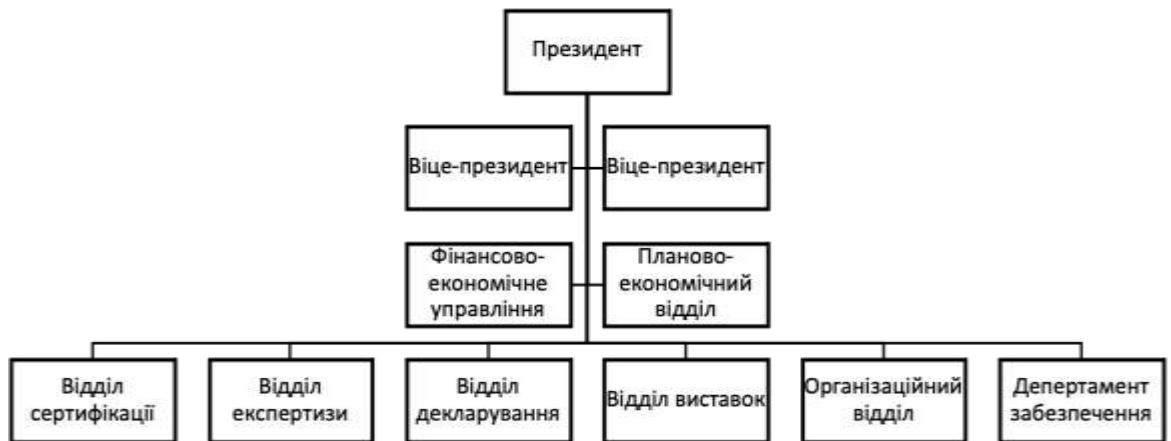 Президент
Віце-президент
Віце-президент
Фінансово-
економічне
управління
Планово-
економічний
відділ
Відділ
сертифікації
Відділ
експертизи
Відділ
декларування
Відділ виставок
Організаційний
відділ
Депертамент
забезпечення